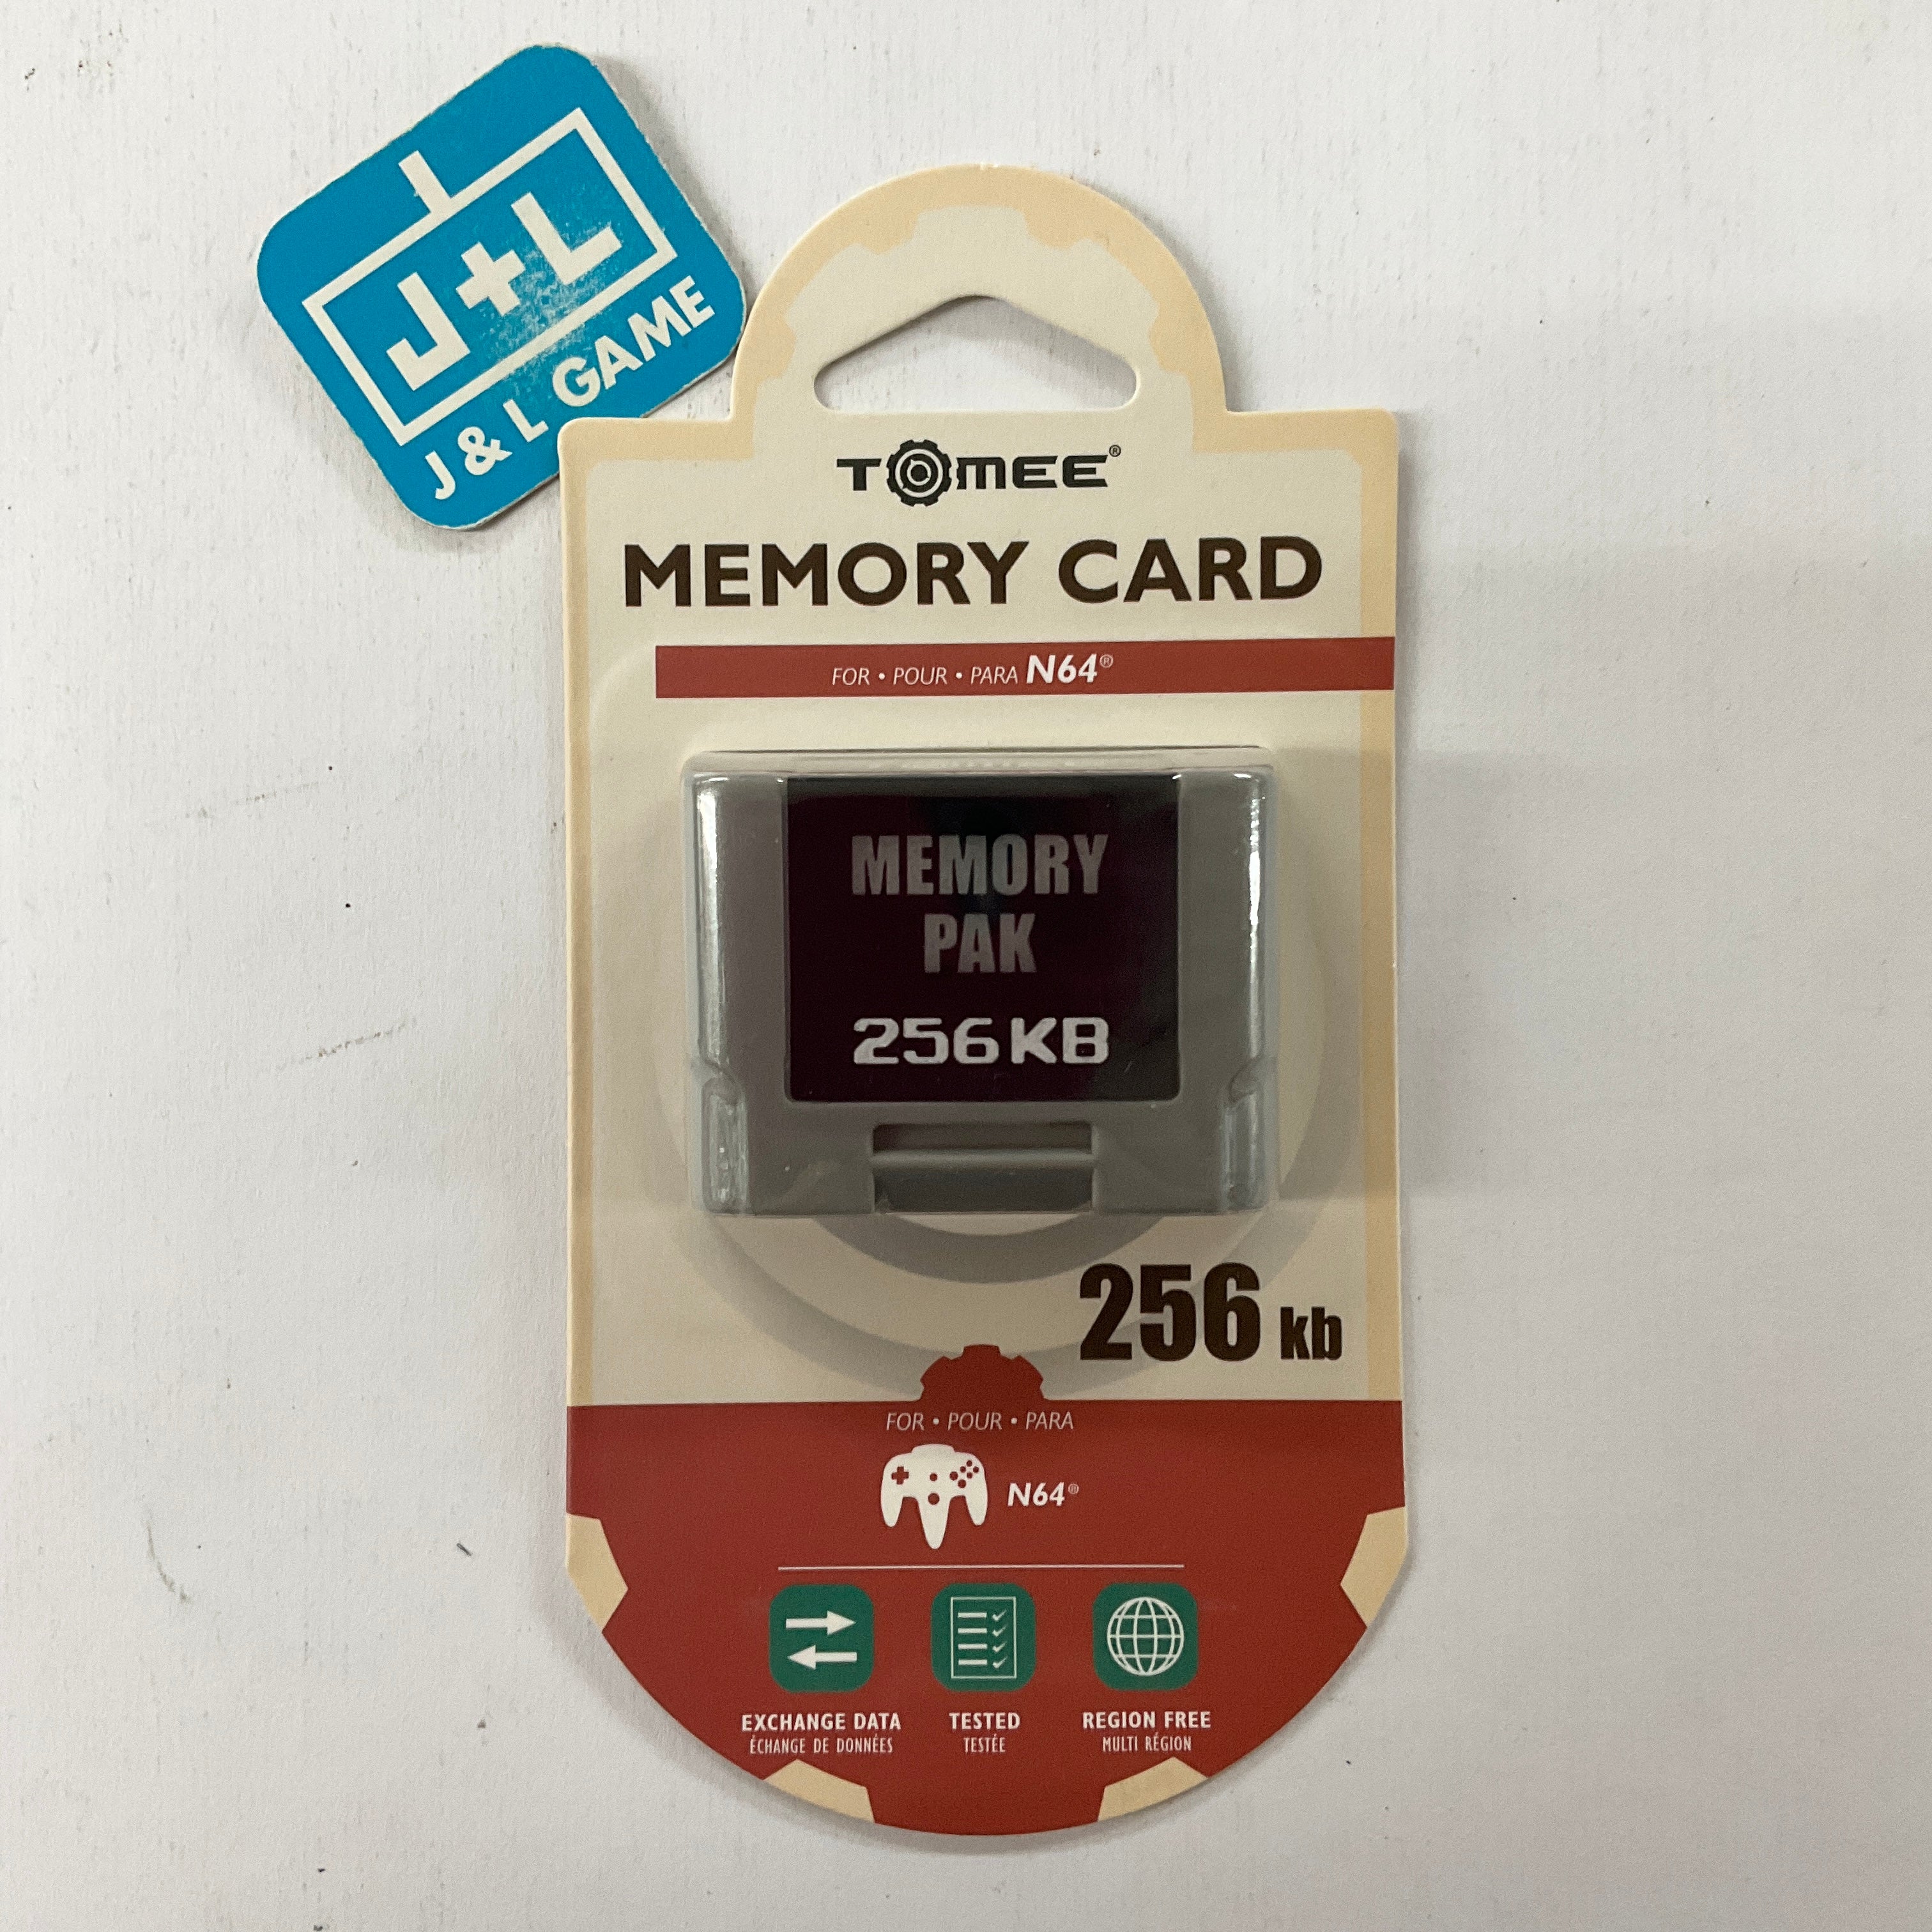 J+L
J & L GAME
TOMEE®
MEMORY CARD
FOR • POUR • PARA N64®
MEMORY
PAK
256KB
256 kb
FOR • POUR • PARA
N64®
EXCHANGE DATA
ÉCHANGE DE DONNÉES
TESTED
TESTÉE
REGION FREE
MULTI RÉGION